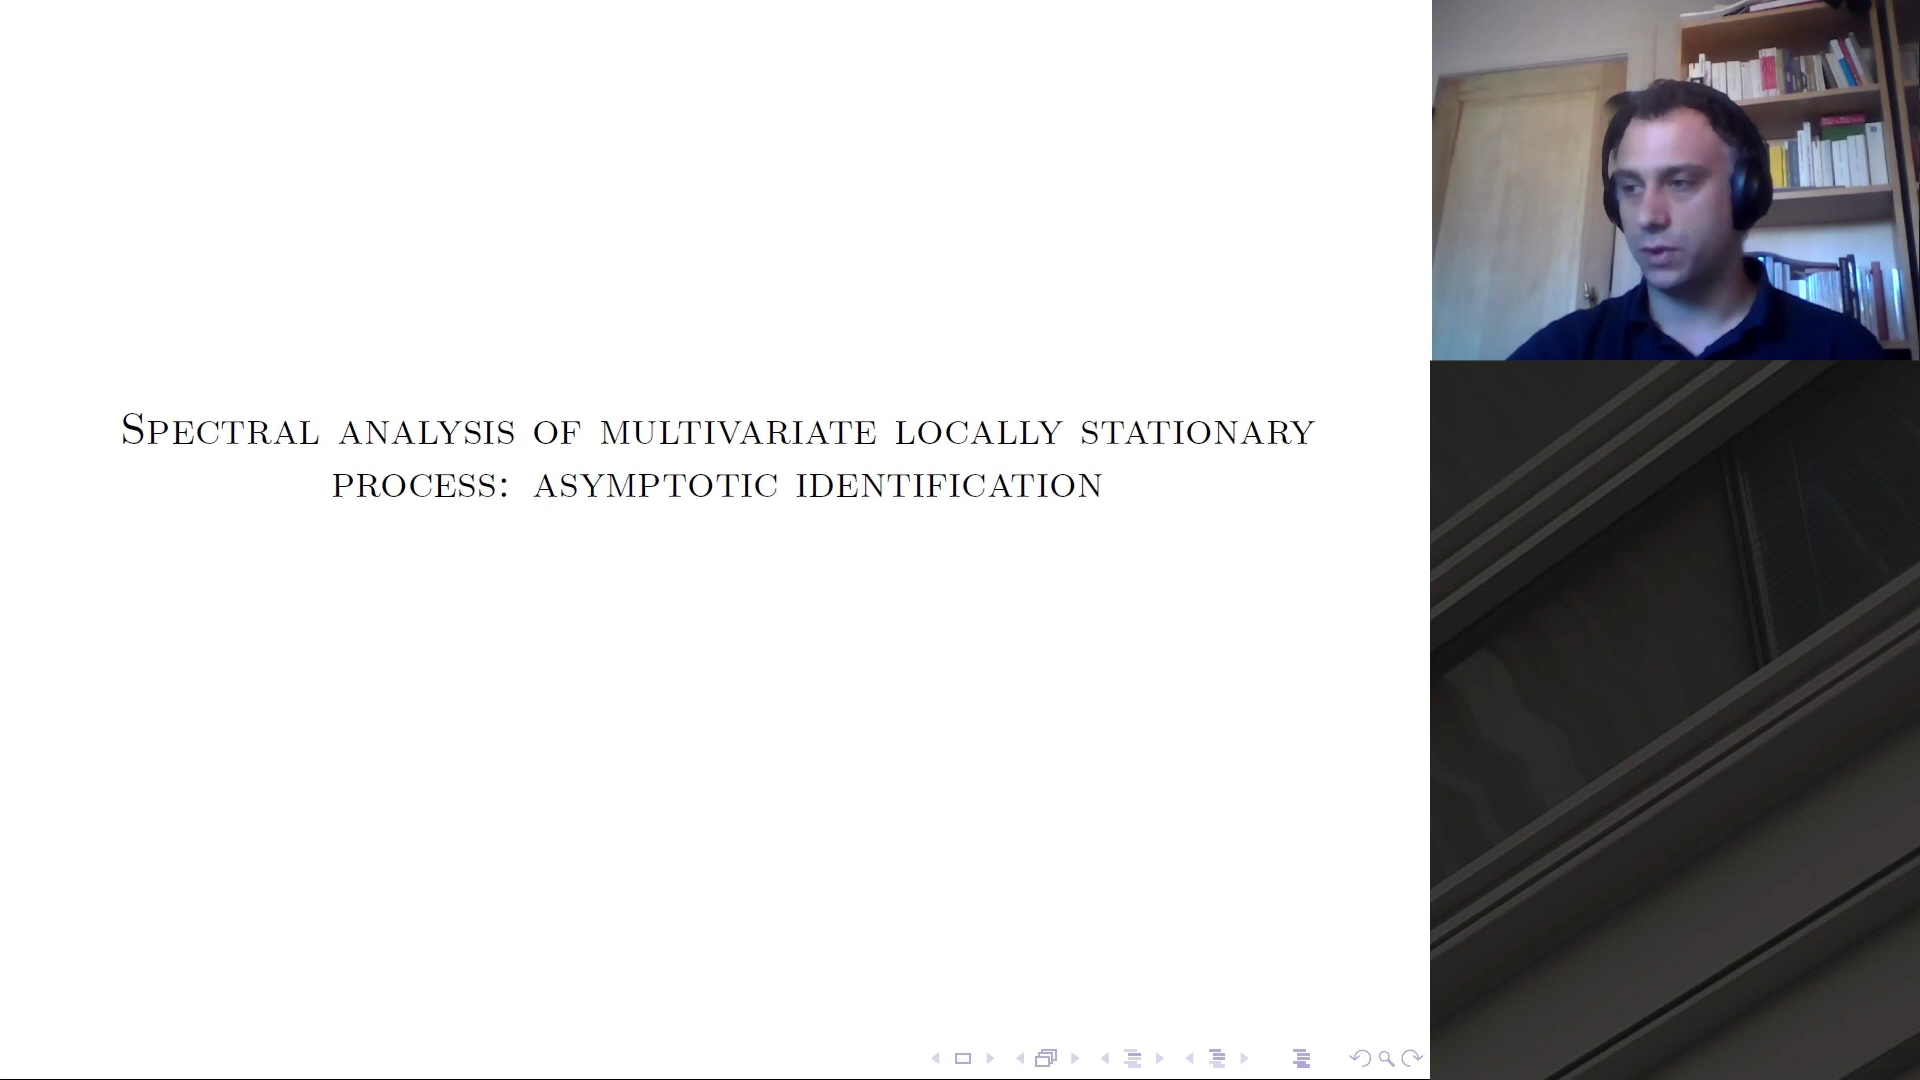 Spectral analysis of multivariate locally stationary
process: asymptotic identification